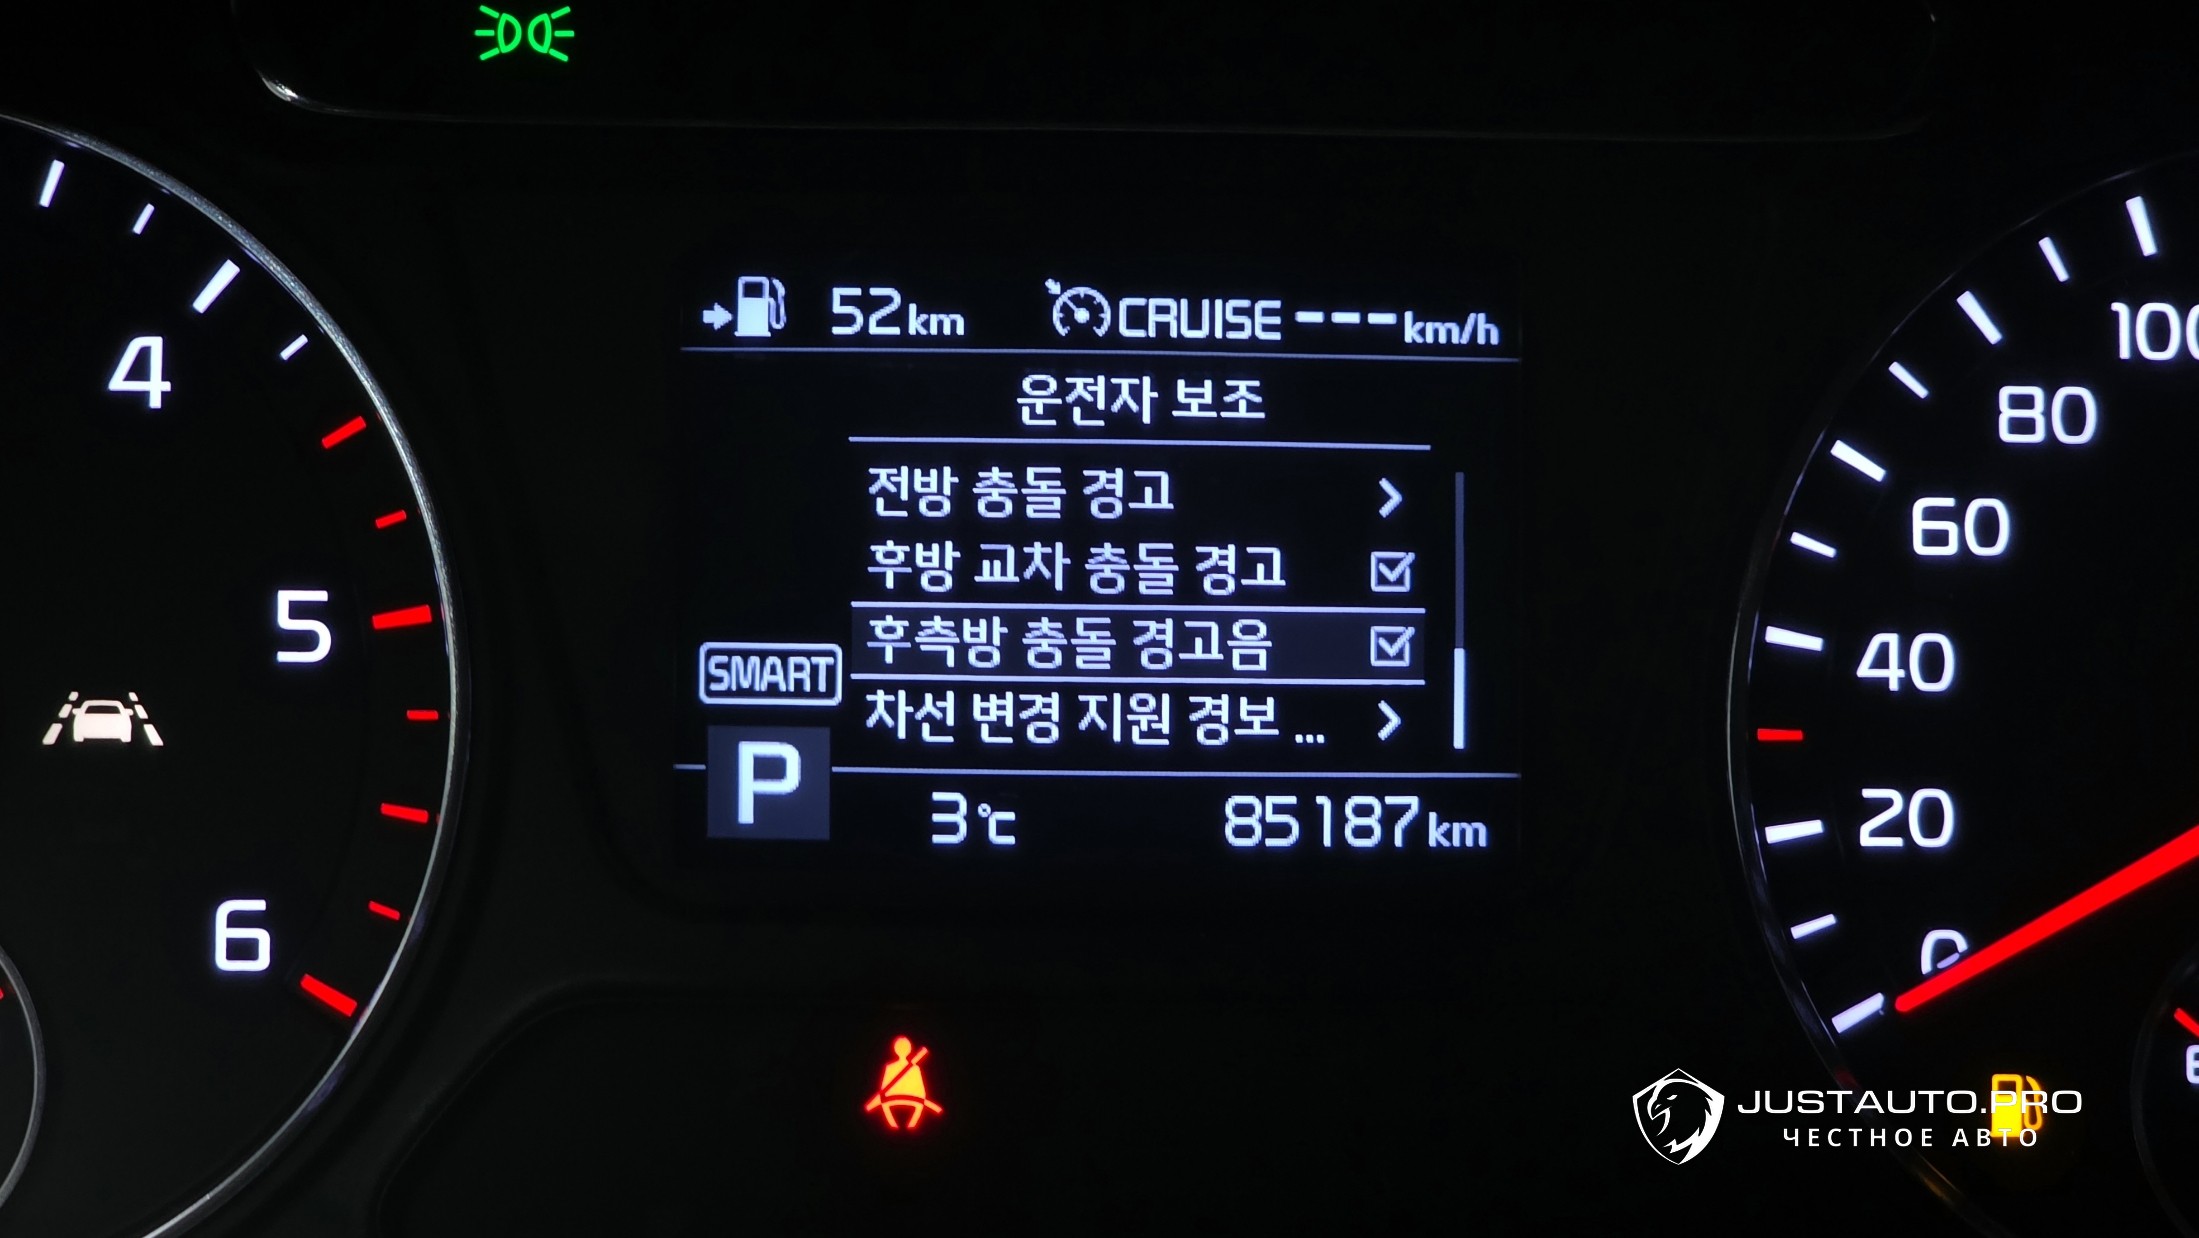 52km CRUISE ---km/h
운전자 보조
전방 충돌 경고
후방 교차 충돌 경고
후측방 충돌 경고음
차선 변경 지원 경보 ...
SMART
P
3℃ 85187km
4
5
6
100
80
60
40
20
0
JUSTAUTO.PRO
ЧЕСТНОЕ АВТО